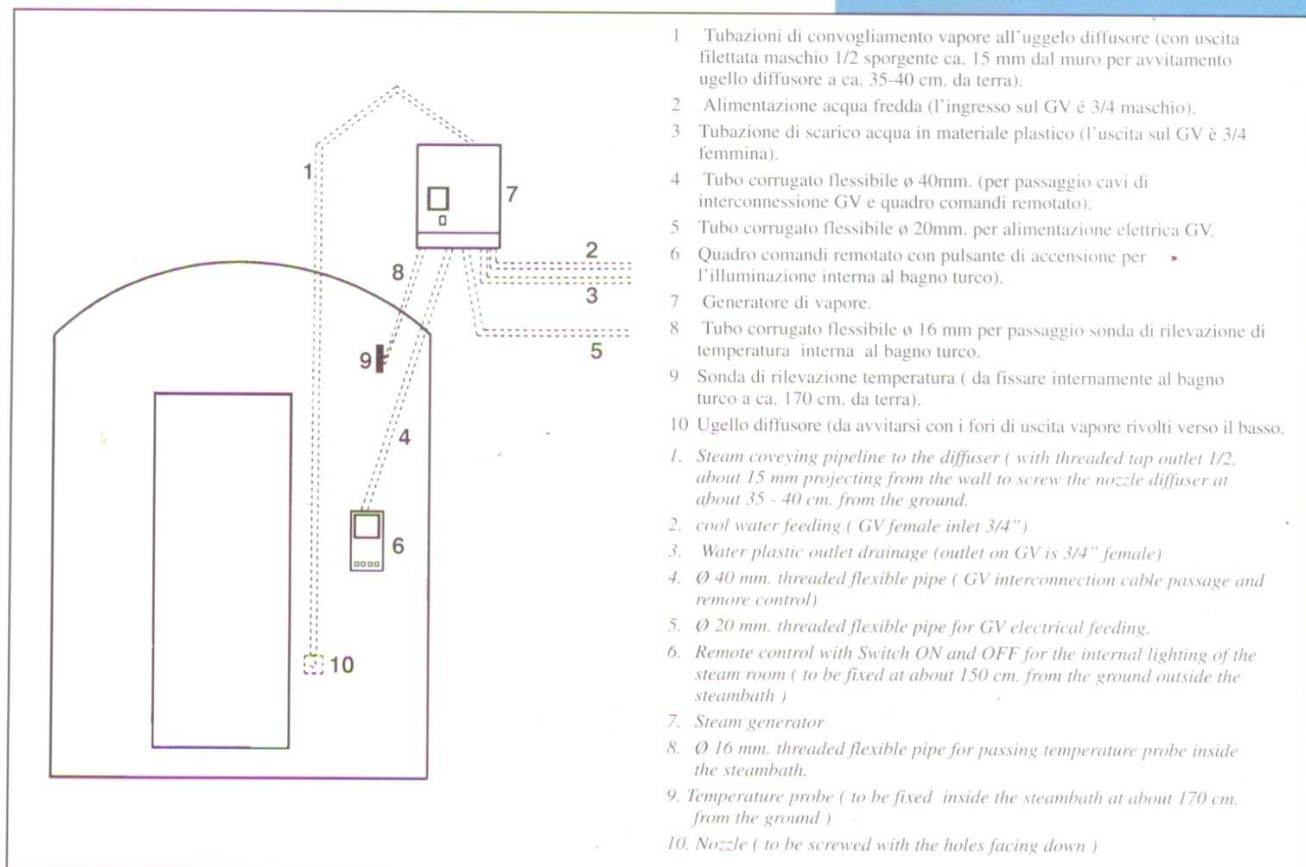 1 Tubazioni di convogliamento vapore all'uggelo diffusore (con uscita
filettata maschio 1/2 sporgente ca. 15 mm dal muro per avvitamento
ugello diffusore a ca. 35-40 cm. da terra).
2 Alimentazione acqua fredda (l'ingresso sul GV é 3/4 maschio).
3 Tubazione di scarico acqua in materiale plastico (l'uscita sul GV è 3/4
femmina).
4 Tubo corrugato flessibile ø 40mm. (per passaggio cavi di
interconnessione GV e quadro comandi remotato).
5 Tubo corrugato flessibile ø 20mm. per alimentazione elettrica GV.
6 Quadro comandi remotato con pulsante di accensione per
l'illuminazione interna al bagno turco).
7 Generatore di vapore.
8 Tubo corrugato flessibile ø 16 mm per passaggio sonda di rilevazione di
temperatura interna al bagno turco.
9 Sonda di rilevazione temperatura ( da fissare internamente al bagno
turco a ca. 170 cm. da terra).
10 Ugello diffusore (da avvitarsi con i fori di uscita vapore rivolti verso il basso.
1. Steam coveying pipeline to the diffuser ( with threaded tap outlet 1/2,
about 15 mm projecting from the wall to screw the nozzle diffuser at
about 35 - 40 cm. from the ground.
2. cool water feeding ( GV female inlet 3/4")
3. Water plastic outlet drainage (outlet on GV is 3/4" female)
4. Ø 40 mm. threaded flexible pipe ( GV interconnection cable passage and
remore control)
5. Ø 20 mm. threaded flexible pipe for GV electrical feeding.
6. Remote control with Switch ON and OFF for the internal lighting of the
steam room ( to be fixed at about 150 cm. from the ground outside the
steambath )
7. Steam generator
8. Ø 16 mm. threaded flexible pipe for passing temperature probe inside
the steambath.
9. Temperature probe ( to be fixed inside the steambath at about 170 cm.
from the ground )
10. Nozzle ( to be screwed with the holes facing down )
1
7
2
8
3
5
9
4
6
10